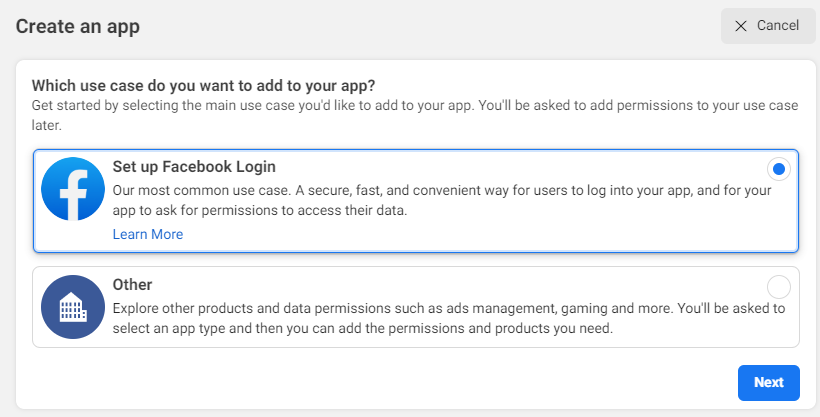 Create an app
Cancel
Which use case do you want to add to your app?
Get started by selecting the main use case you'd like to add to your app. You'll be asked to add permissions to your use case
later.
Set up Facebook Login
Our most common use case. A secure, fast, and convenient way for users to log into your app, and for your
app to ask for permissions to access their data.
Learn More
Other
Explore other products and data permissions such as ads management, gaming and more. You'll be asked to
select an app type and then you can add the permissions and products you need.
Next